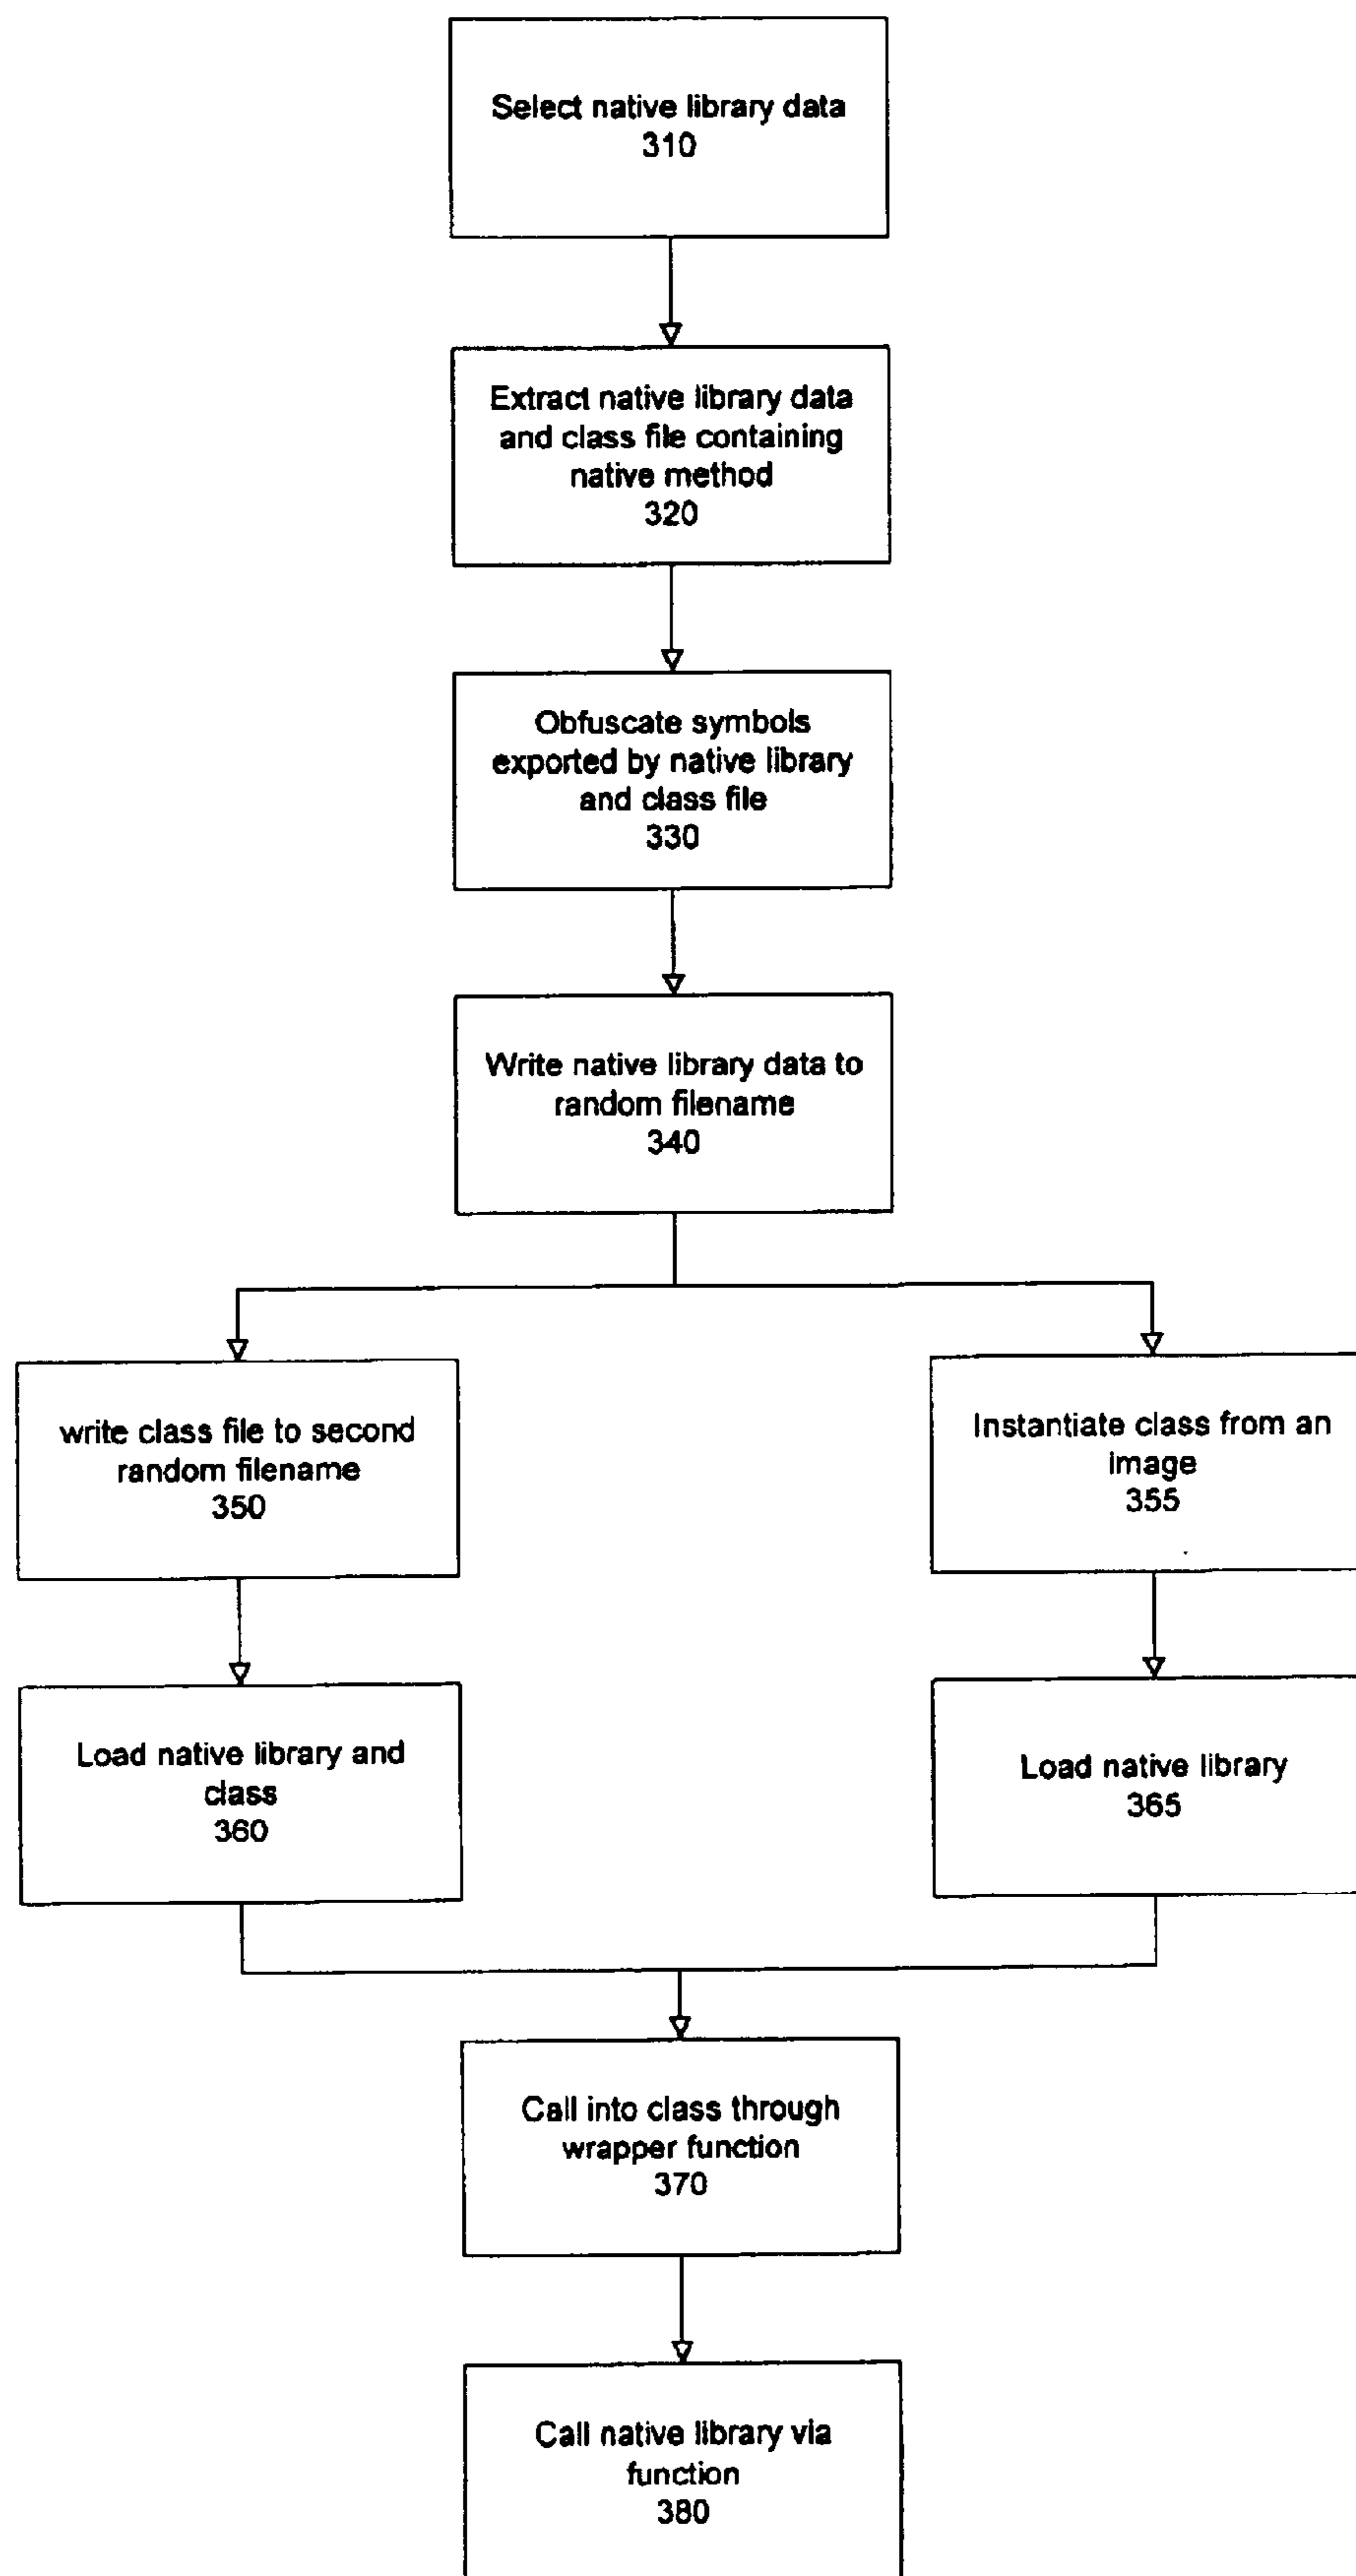 Select native library data
310
Extract native library data
and class file containing
native method
320
Obfuscate symbols
exported by native library
and class file
330
Write native library data to
random filename
340
write class file to second
random filename
350
Instantiate class from an
image
355
Load native library and
class
360
Load native library
365
Call into class through
wrapper function
370
Call native library via
function
380